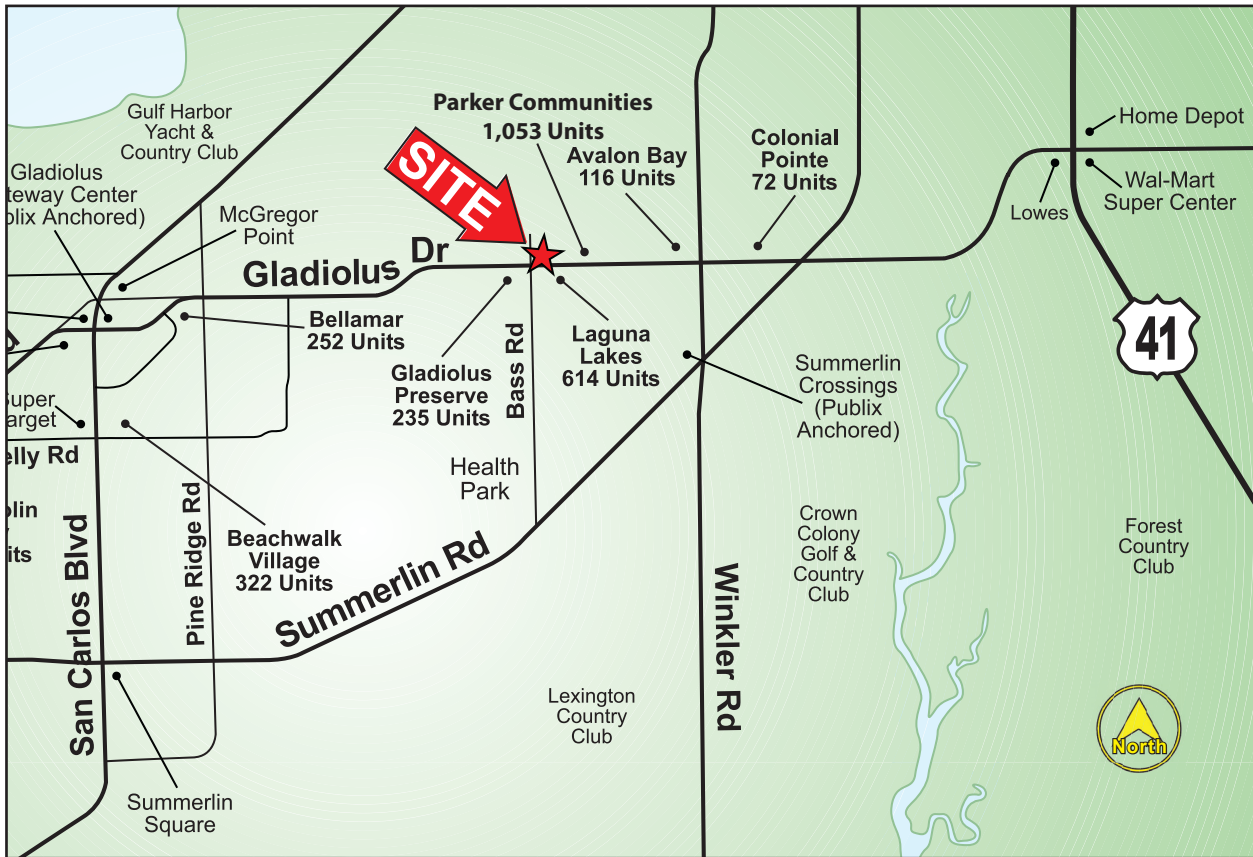 Gulf Harbor
Yacht &
Country Club
Parker Communities
1,053 Units
Avalon Bay
116 Units
Colonial
Pointe
72 Units
Home Depot
Wal-Mart
Super Center
Lowes
SITE
Gladiolus
teway Center
blix Anchored)
McGregor
Point
Gladiolus Dr
Bellamar
252 Units
Gladiolus
Preserve
235 Units
Bass Rd
Laguna
Lakes
614 Units
Summerlin
Crossings
(Publix
Anchored)
41
Super
arget
elly Rd
lin
its
San Carlos Blvd
Pine Ridge Rd
Beachwalk
Village
322 Units
Health
Park
Summerlin Rd
Winkler Rd
Crown
Colony
Golf &
Country
Club
Forest
Country
Club
Lexington
Country
Club
North
Summerlin
Square